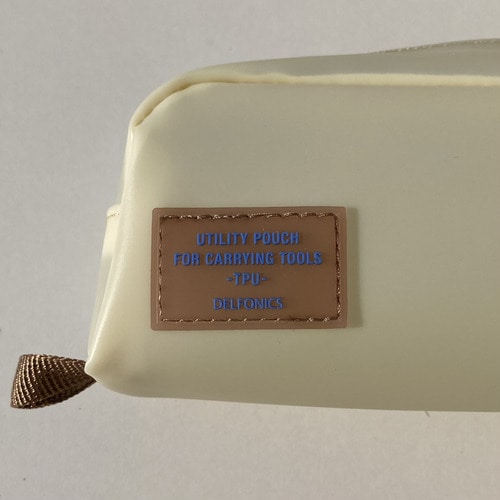 UTILITY POUCH
FOR CARRYING TOOLS
-TPU-
DELFONICS